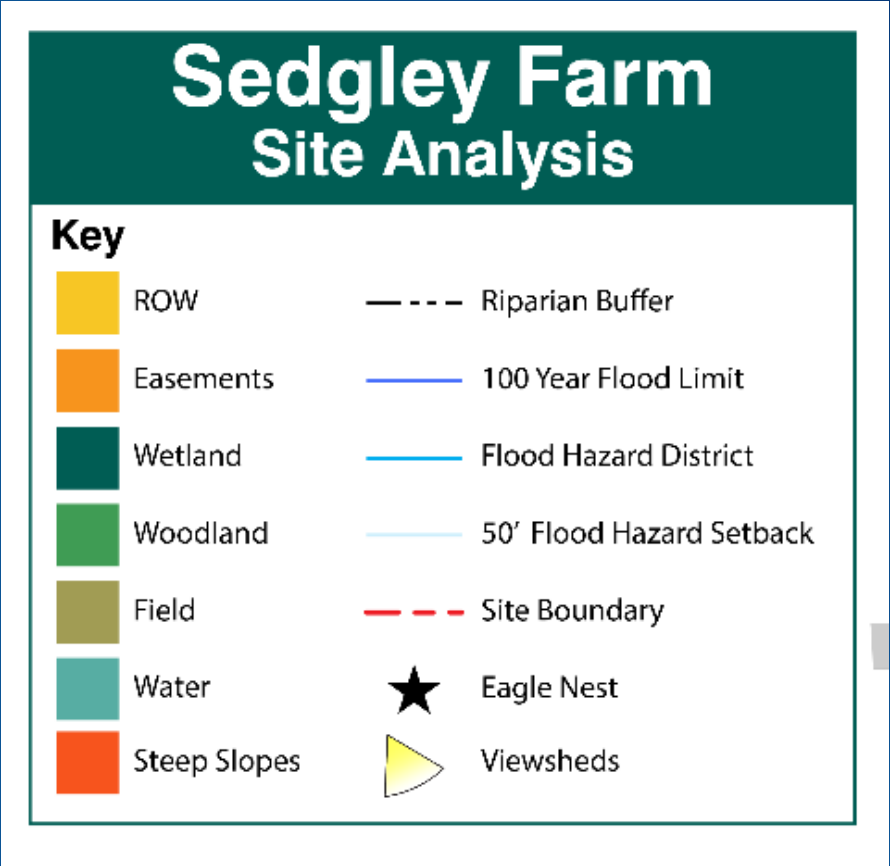 Sedgley Farm
Site Analysis
Key
ROW
Easements
Wetland
Woodland
Field
Water
Steep Slopes
Riparian Buffer
100 Year Flood Limit
Flood Hazard District
50’ Flood Hazard Setback
Site Boundary
Eagle Nest
Viewsheds